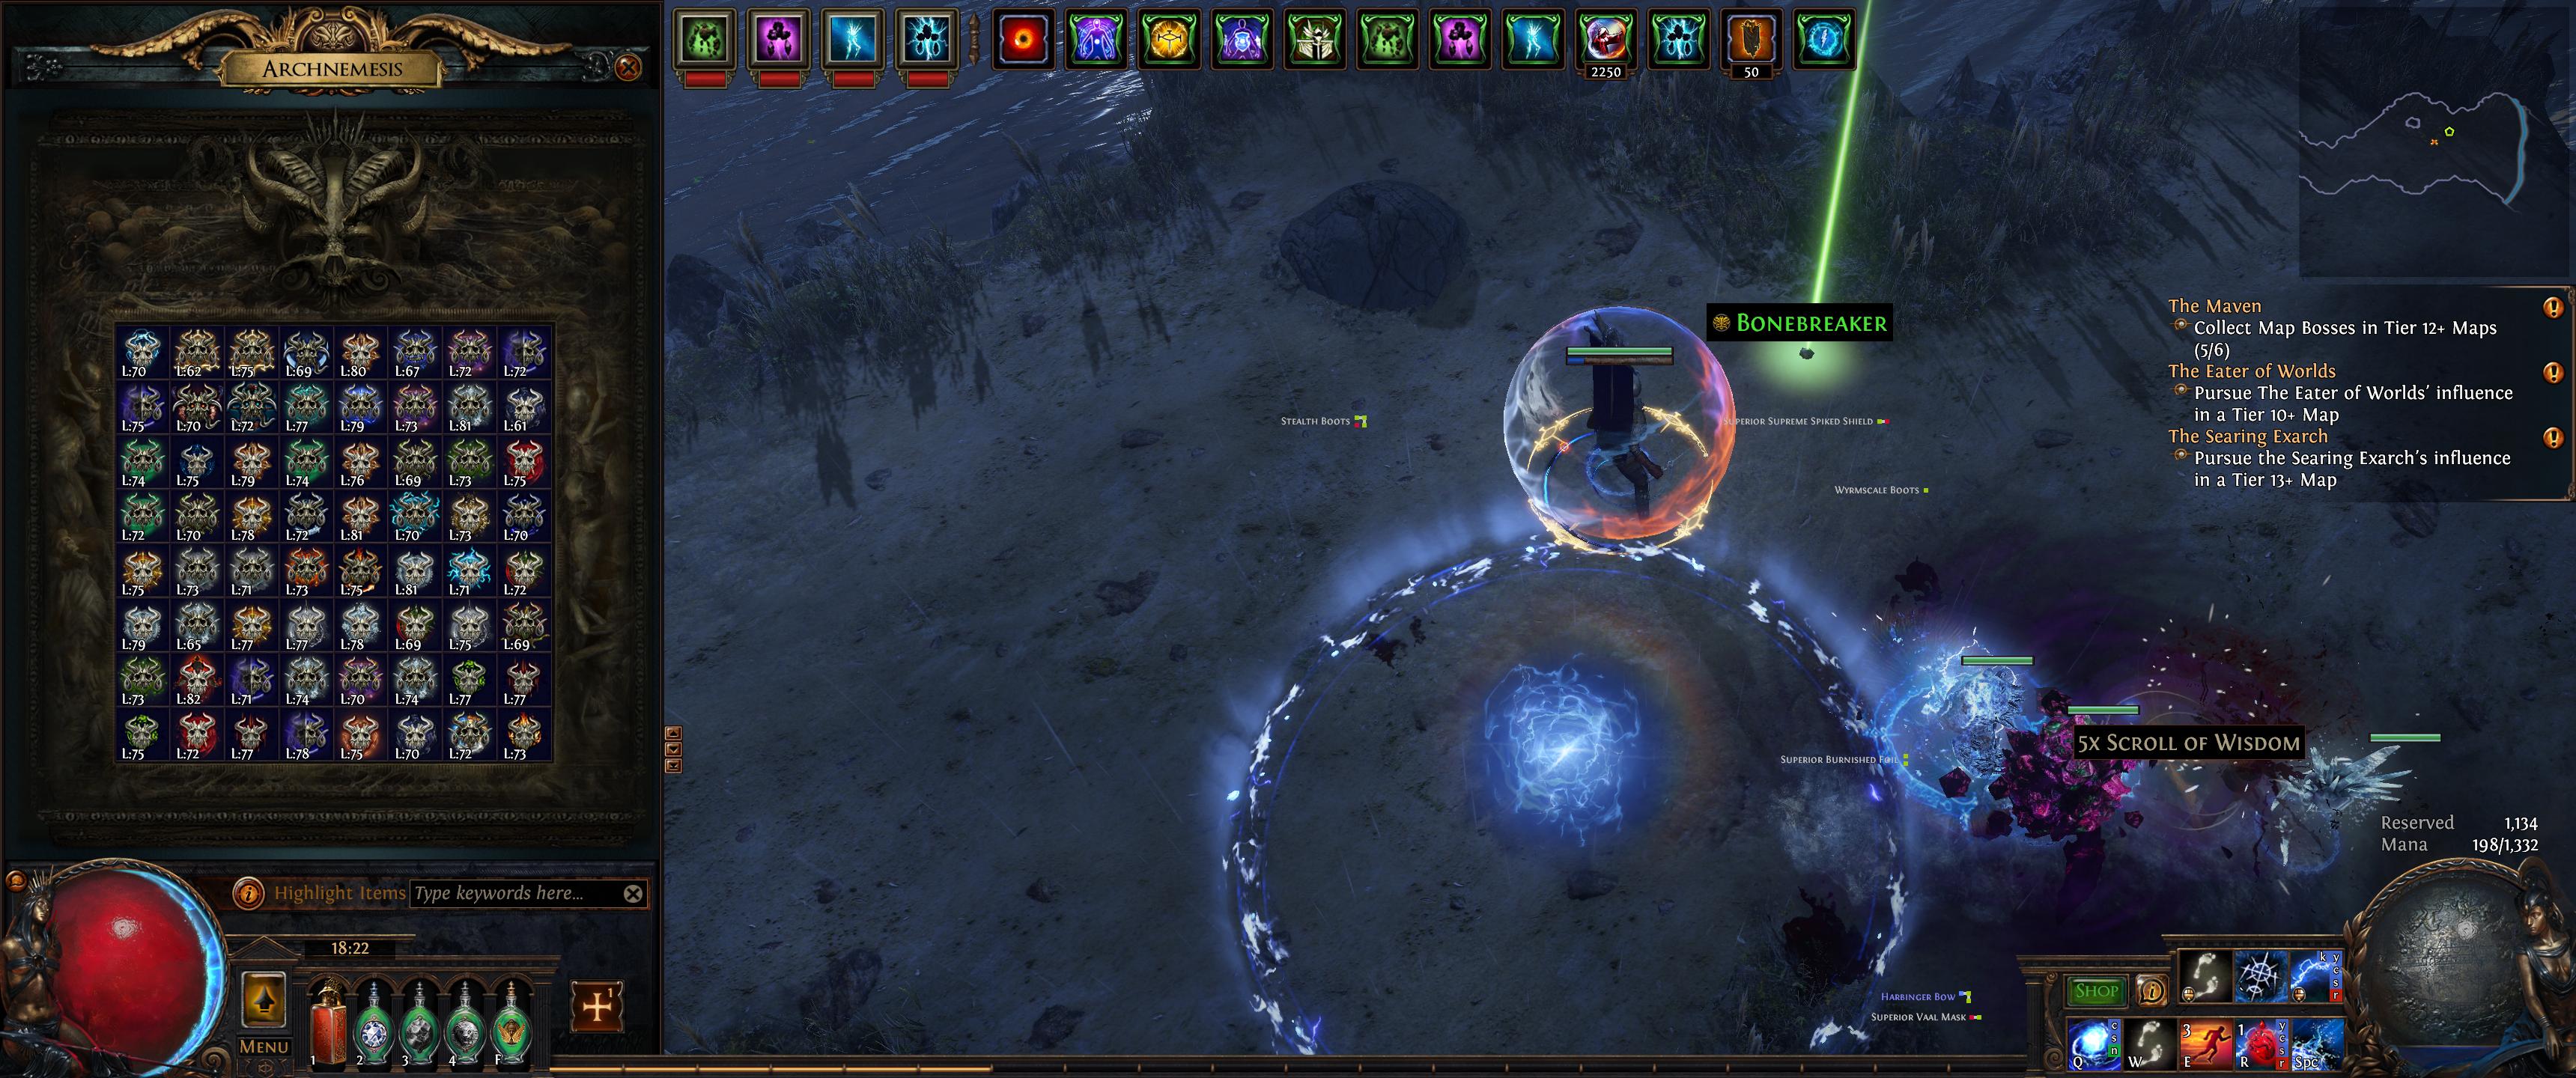 ARCHNEMESIS
L:70 L:62 L:75 L:69 L:80 L:67 L:72 L:72
L:75 L:70 L:72 L:77 L:79 L:73 L:81 L:61
L:74 L:75 L:79 L:74 L:76 L:69 L:73 L:75
L:72 L:70 L:78 L:72 L:81 L:70 L:73 L:70
L:75 L:73 L:71 L:73 L:75 L:81 L:71 L:72
L:79 L:65 L:77 L:77 L:78 L:69 L:75 L:69
L:73 L:82 L:71 L:74 L:70 L:74 L:77 L:77
L:75 L:72 L:77 L:78 L:75 L:70 L:72 L:73
Highlight Items Type keywords here...
18:22
MENU
1 2 3 4 F
1
2250
50
BONEBREAKER
STEALTH BOOTS
SUPERIOR SUPREME SPIKED SHIELD
WYRMSCALE BOOTS
5X SCROLL OF WISDOM
SUPERIOR BURNISHED FOIL
HARBINGER BOW
SUPERIOR VAAL MASK
The Maven
Collect Map Bosses in Tier 12+ Maps
(5/6)
The Eater of Worlds
Pursue The Eater of Worlds' influence
in a Tier 10+ Map
The Searing Exarch
Pursue the Searing Exarch's influence
in a Tier 13+ Map
Reserved 1,134
Mana 198/1,332
SHOP
k y c s r
c s n 3 1 y c s r
Q W E R Spc